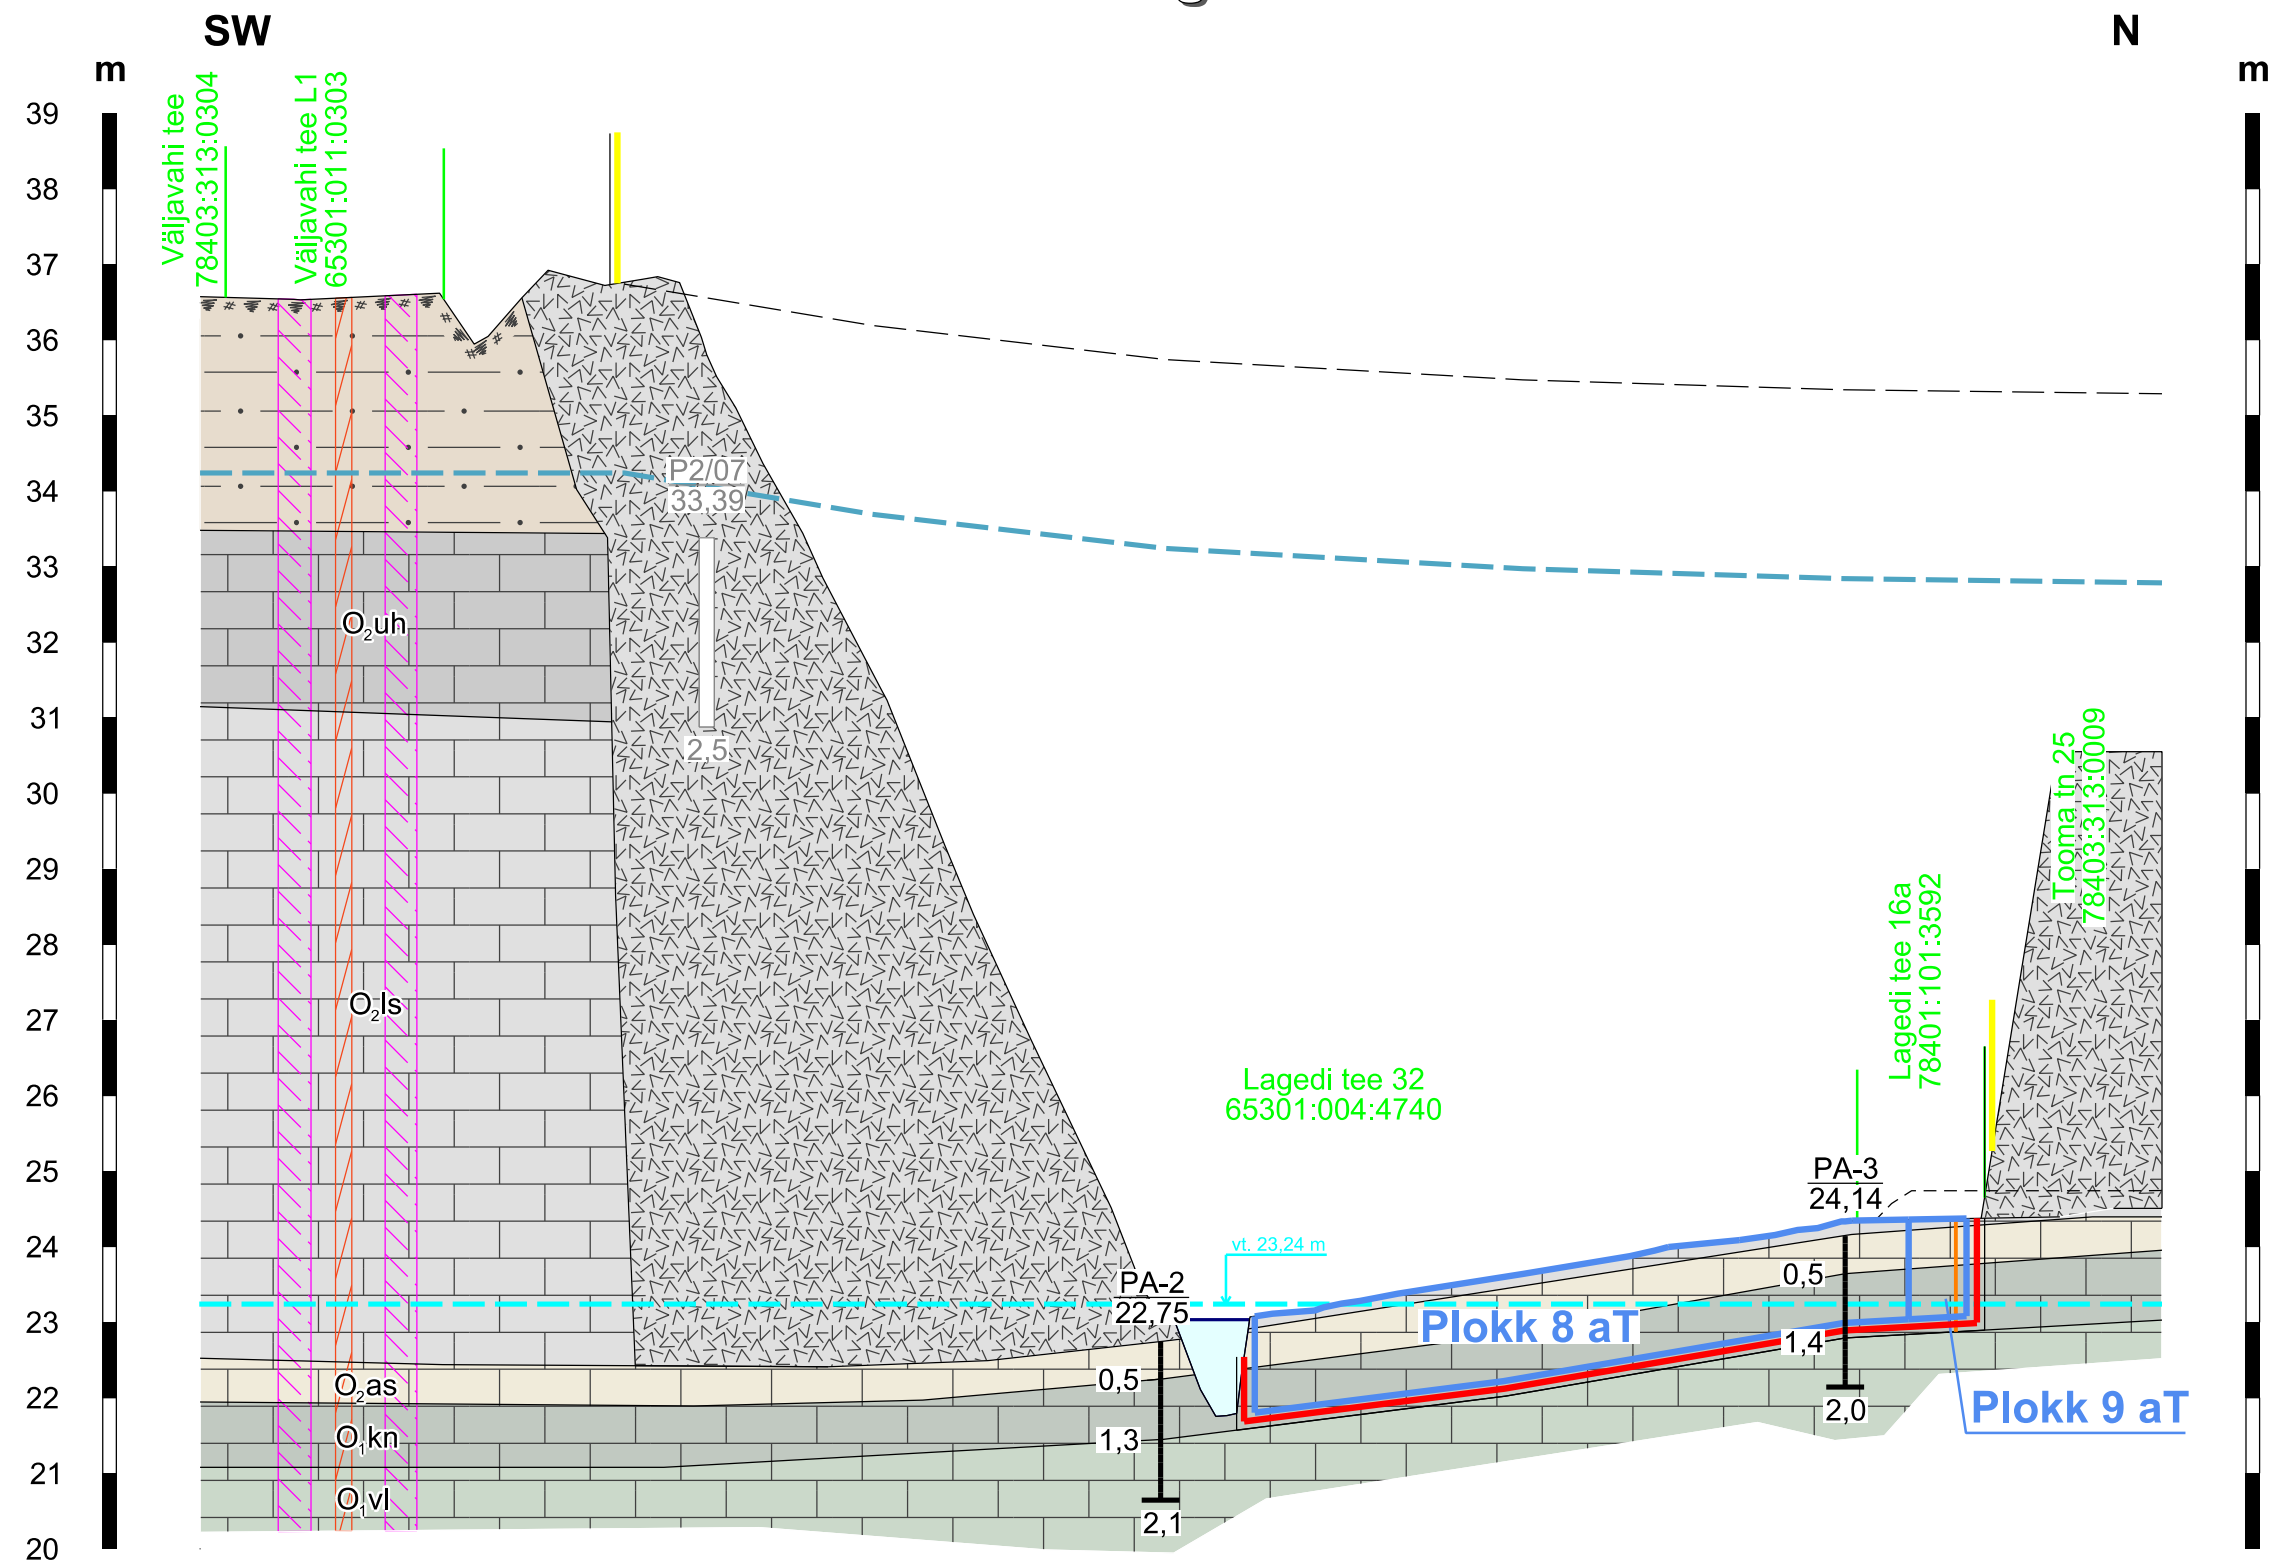 SW
N
m
m
39
38
37
36
35
34
33
32
31
30
29
28
27
26
25
24
23
22
21
20
Väljavahi tee
78403:313:0304
Väljavahi tee L1
65301:011:0303
P2/07
33,39
2,5
O2uh
O2ls
O2as
O1kn
O1vl
Lagedi tee 32
65301:004:4740
Lagedi tee 16a
78401:101:3592
Tooma tn 25
78403:313:0009
PA-3
24,14
0,5
1,4
2,0
vt. 23,24 m
PA-2
22,75
0,5
1,3
2,1
Plokk 8 aT
Plokk 9 aT